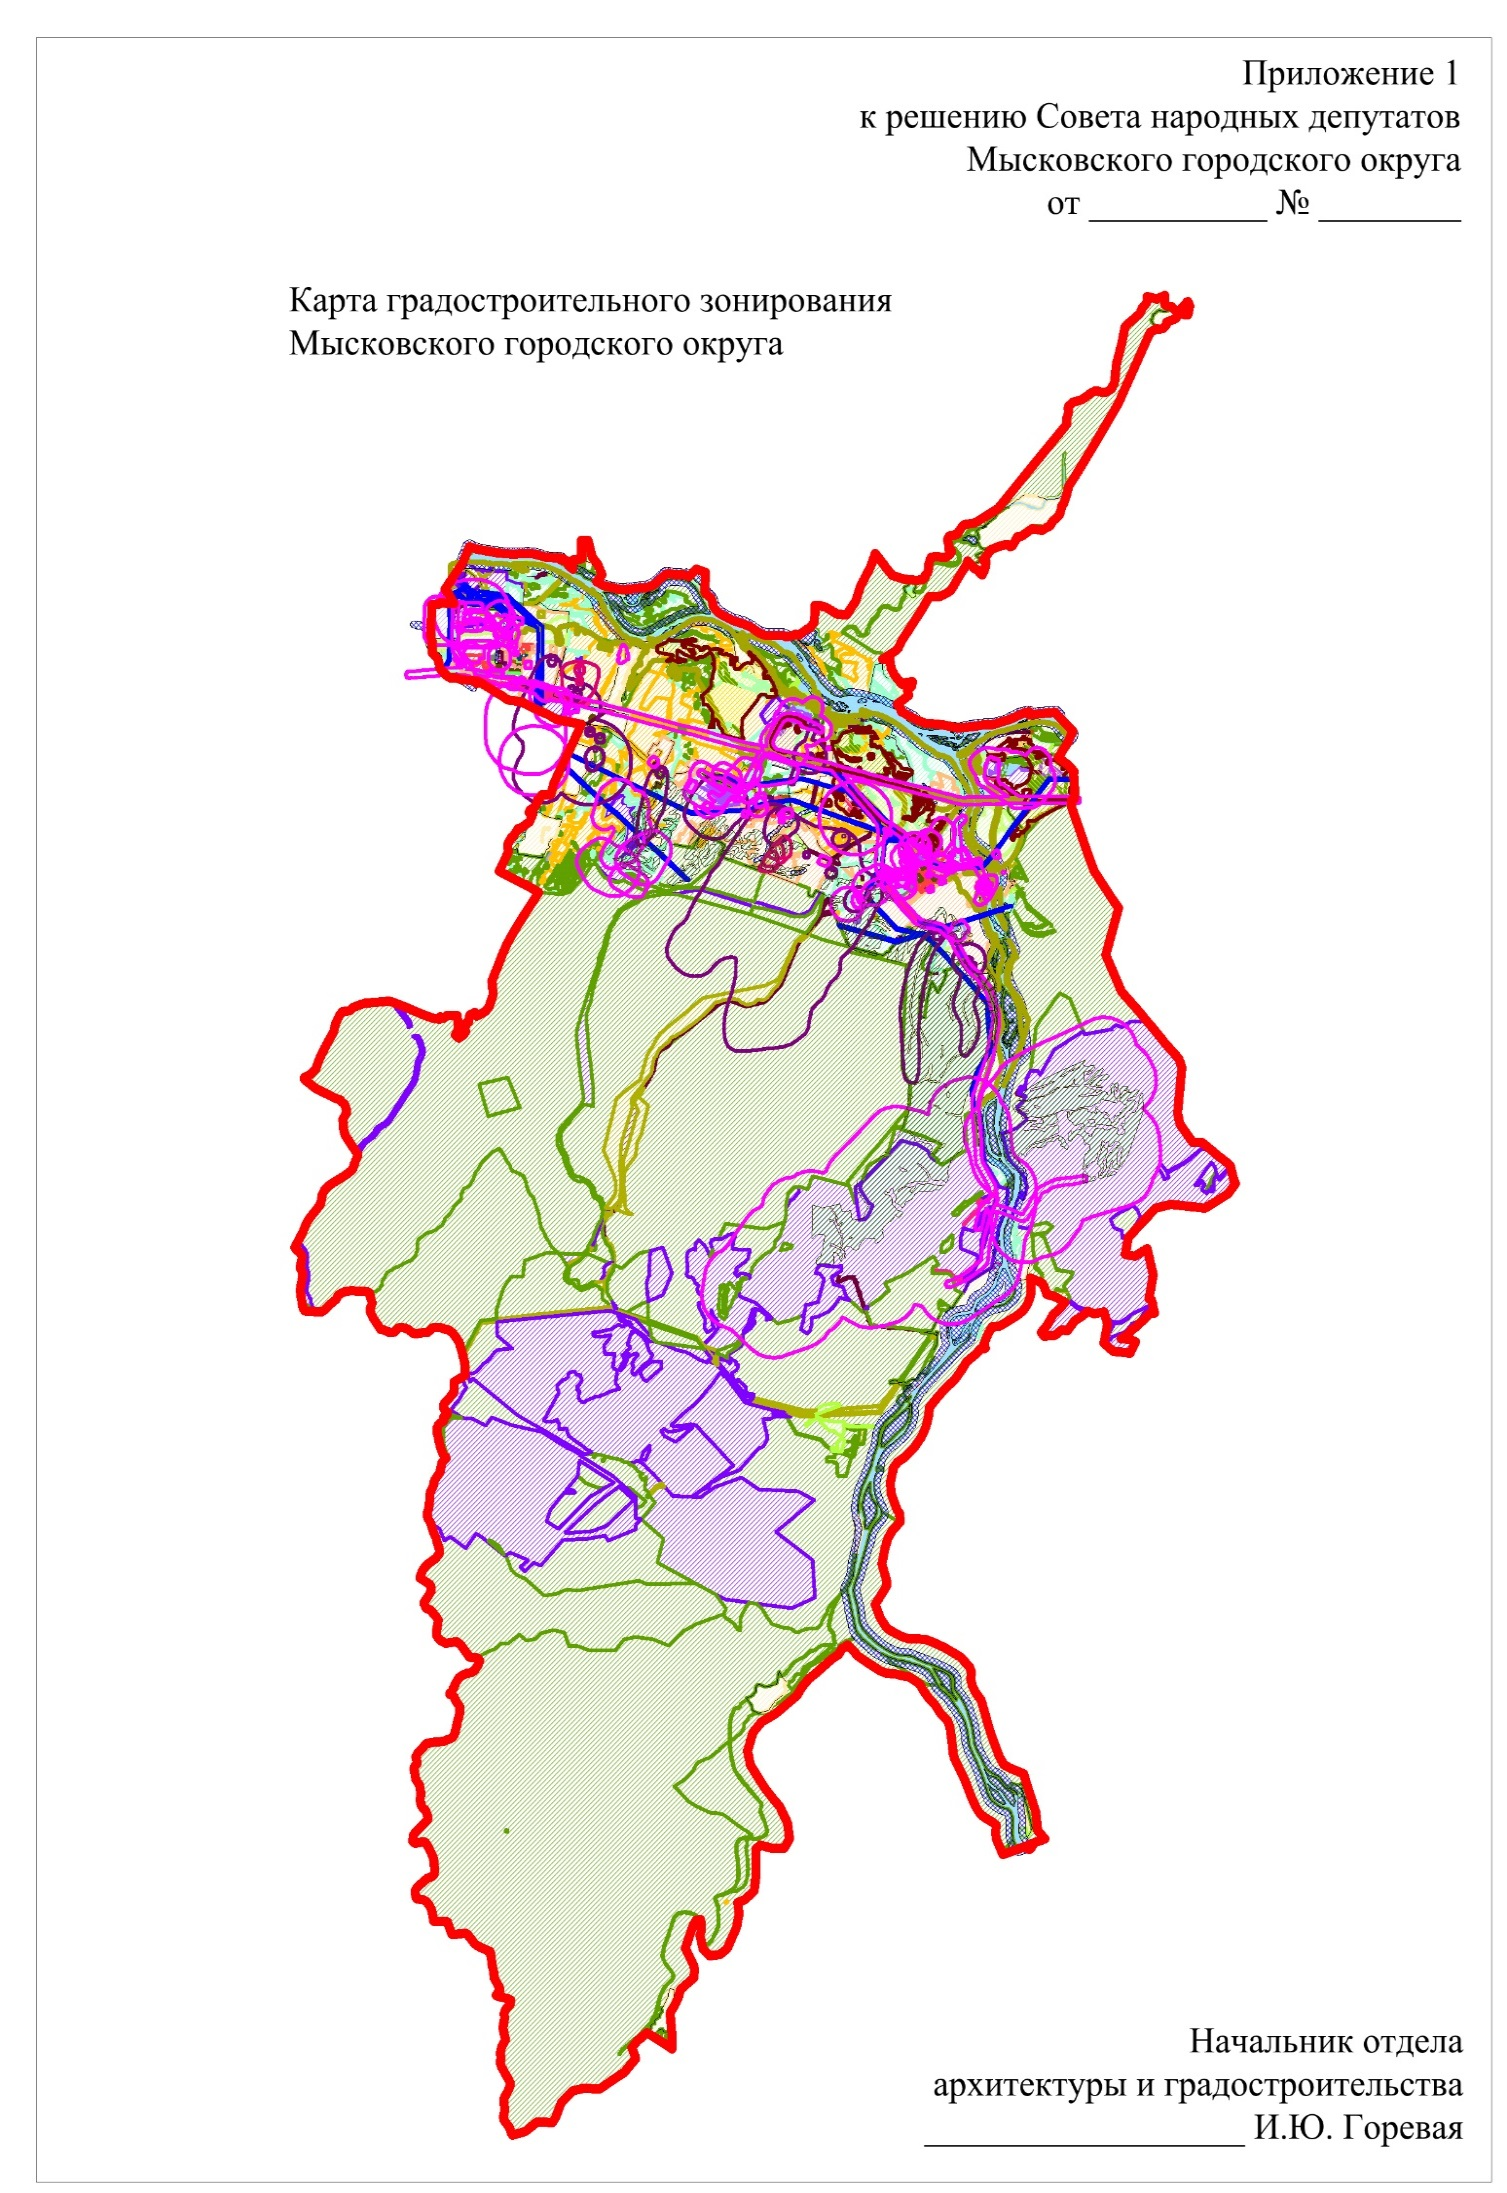 Приложение 1
к решению Совета народных депутатов
Мысковского городского округа
от __________ № ________
Карта градостроительного зонирования
Мысковского городского округа
Начальник отдела
архитектуры и градостроительства
__________________ И.Ю. Горевая